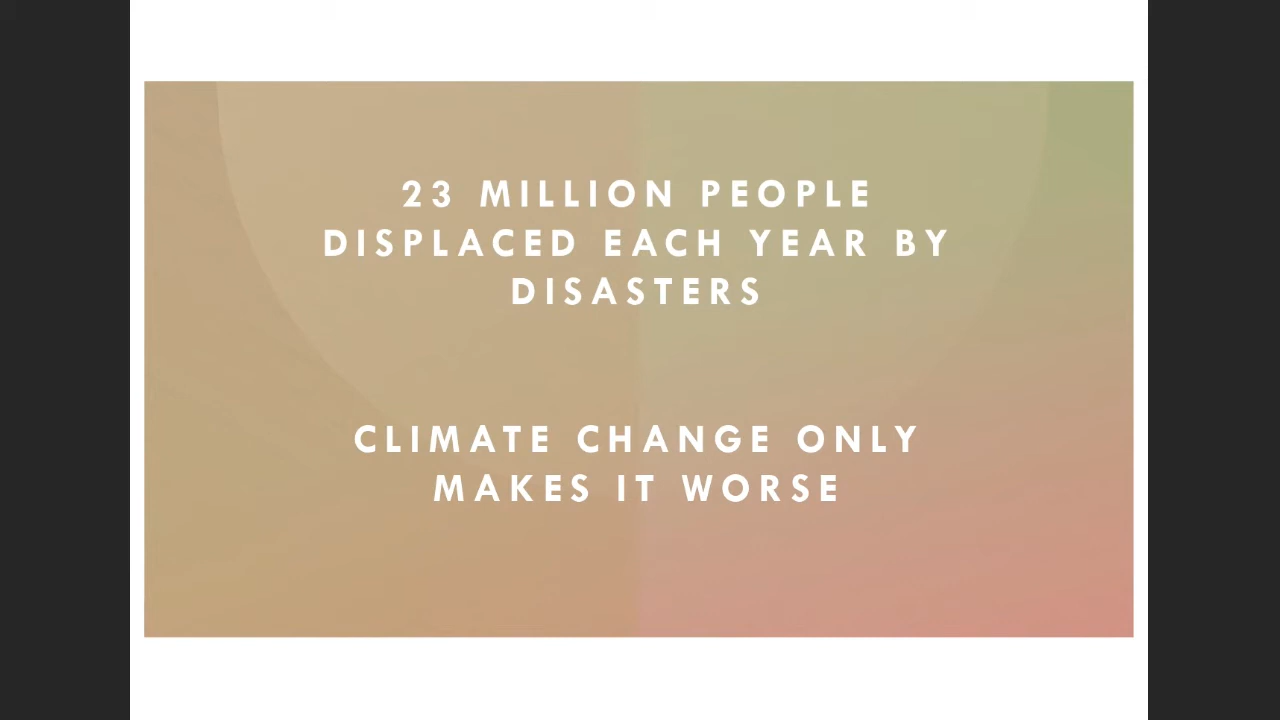 23 MILLION PEOPLE
DISPLACED EACH YEAR BY
DISASTERS
CLIMATE CHANGE ONLY
MAKES IT WORSE